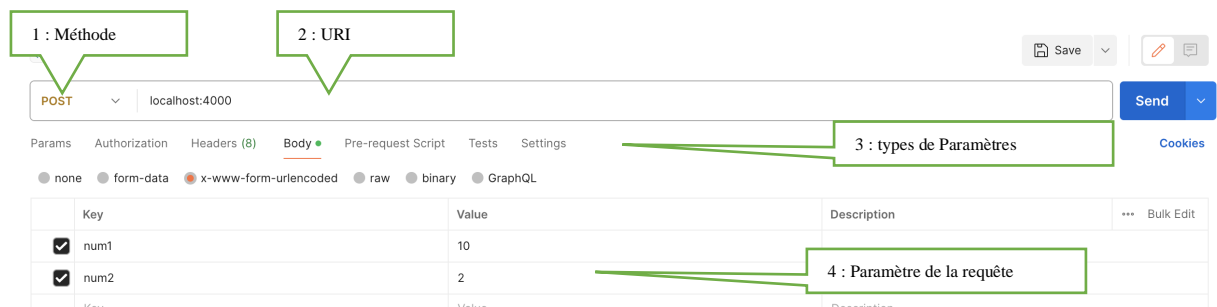 1 : Méthode
2 : URI
Save
POST
localhost:4000
Send
Params Authorization Headers (8) Body Pre-request Script Tests Settings
3 : types de Paramètres
Cookies
none form-data x-www-form-urlencoded raw binary GraphQL
Key Value Description ••• Bulk Edit
num1 10
num2 2
4 : Paramètre de la requête
Key Value Description